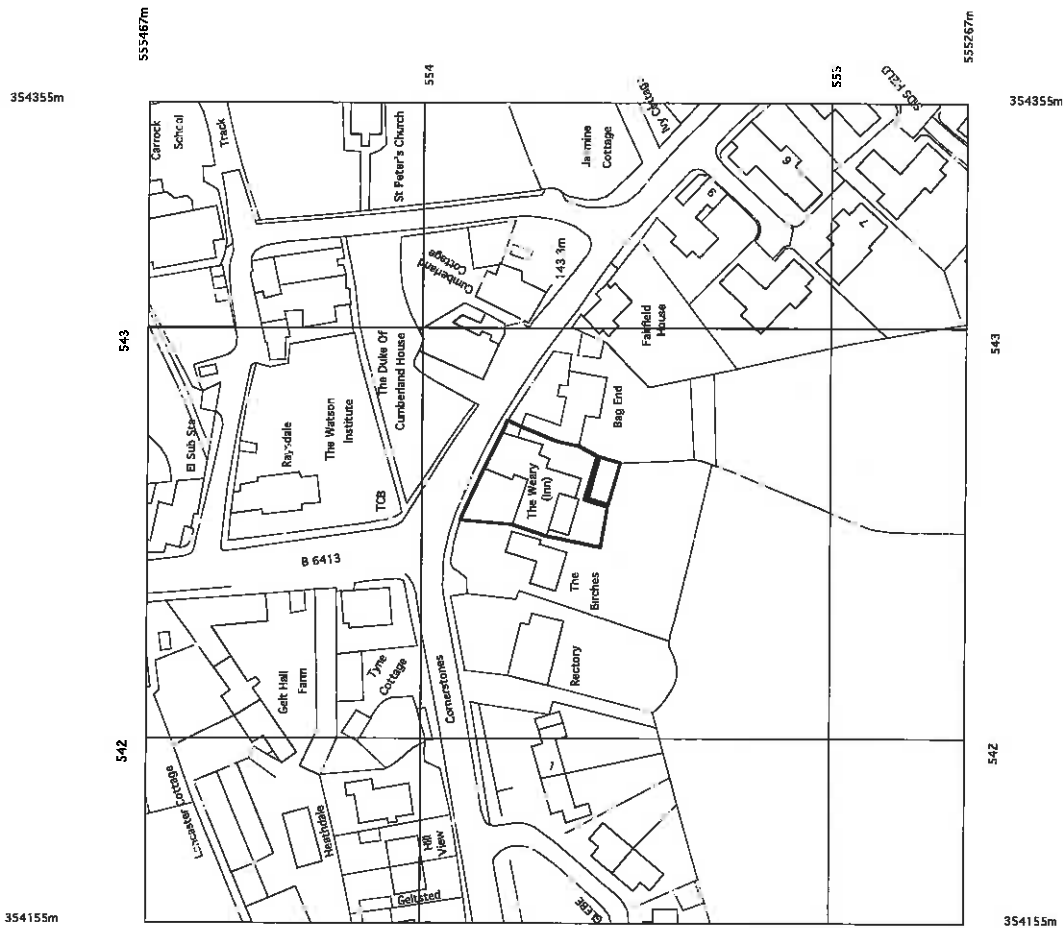 555467m
554
555
555267m
354355m
354355m
Carrock
School
Track
St Peter's Church
Jasmine
Cottage
Ivy Cottage
6
9
7
Cumberland
Cottage
143.3m
543
543
Fairfield
House
The Duke Of
Cumberland House
The Watson
Institute
Raysdale
El Sub Sta
Bag End
The Weary
(Inn)
TCB
B 6413
The
Birches
Rectory
Cornerstones
Tyne
Cottage
Gelt Hall
Farm
542
542
1
Lancaster Cottage
Heathdale
Hill
View
Geltsted
GLEBE
354155m
354155m